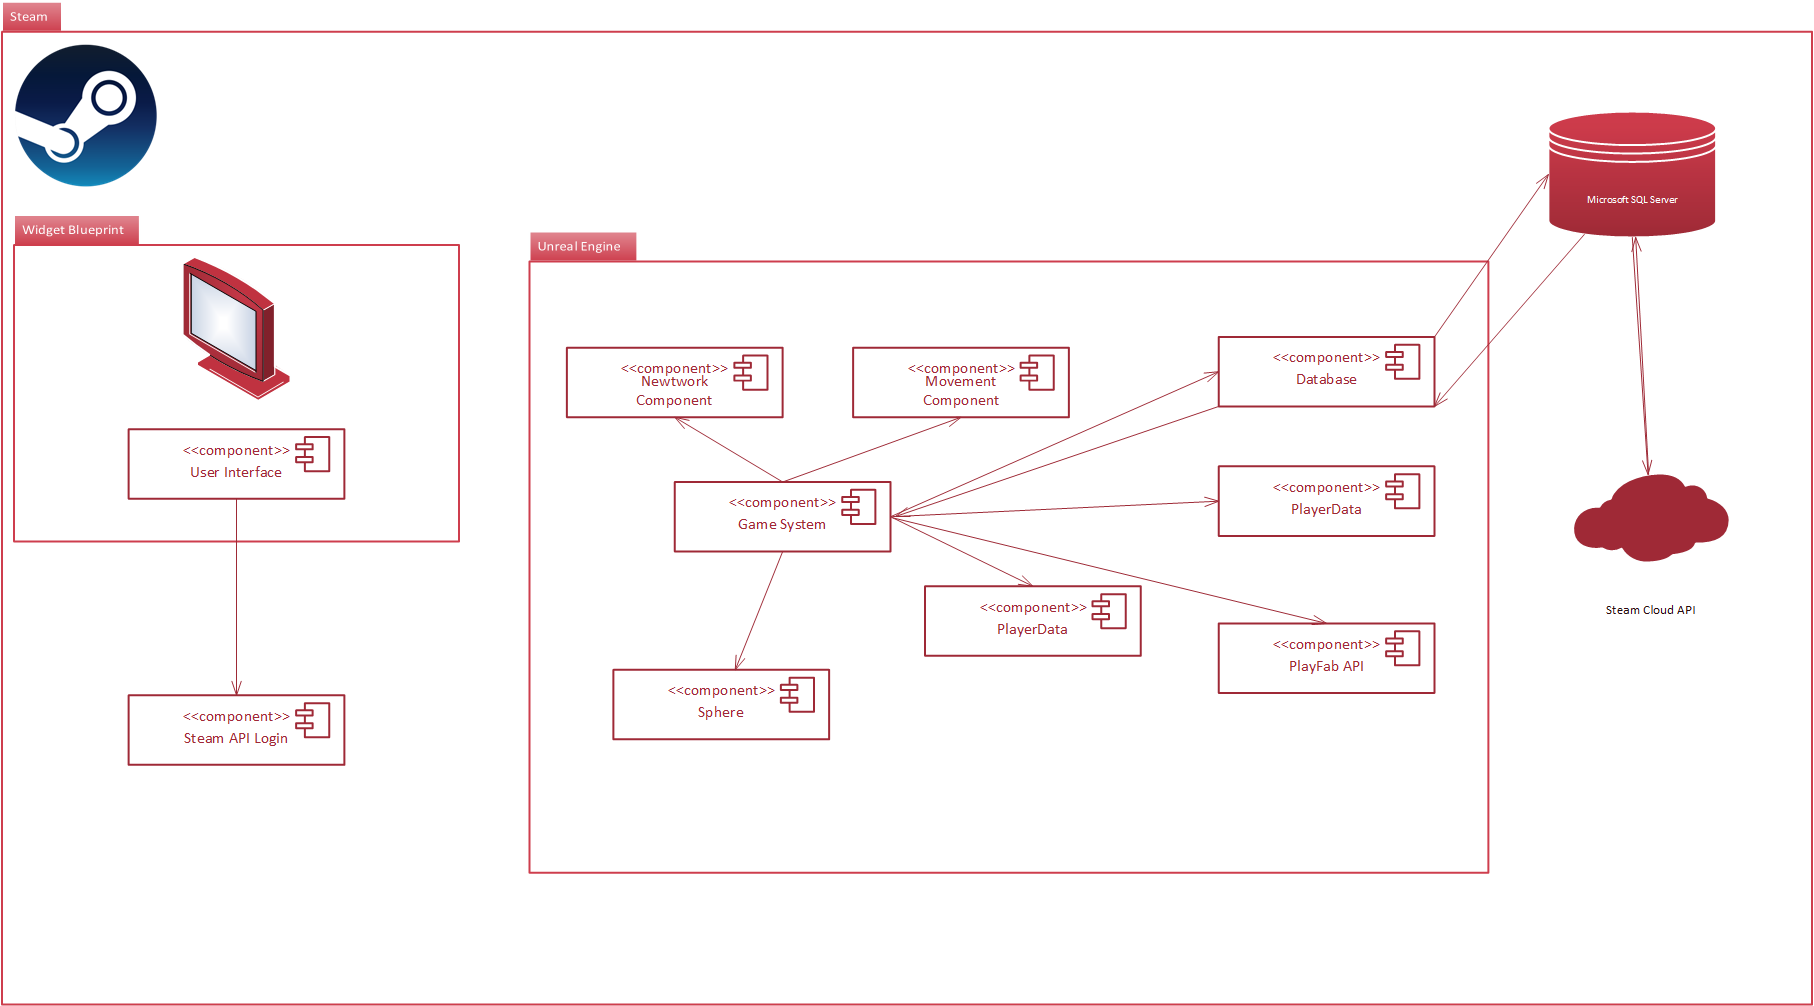 Steam
Widget Blueprint
<<component>>
User Interface
<<component>>
Steam API Login
Unreal Engine
<<component>>
Newtwork
Component
<<component>>
Movement
Component
<<component>>
Database
<<component>>
Game System
<<component>>
PlayerData
<<component>>
PlayerData
<<component>>
PlayFab API
<<component>>
Sphere
Microsoft SQL Server
Steam Cloud API